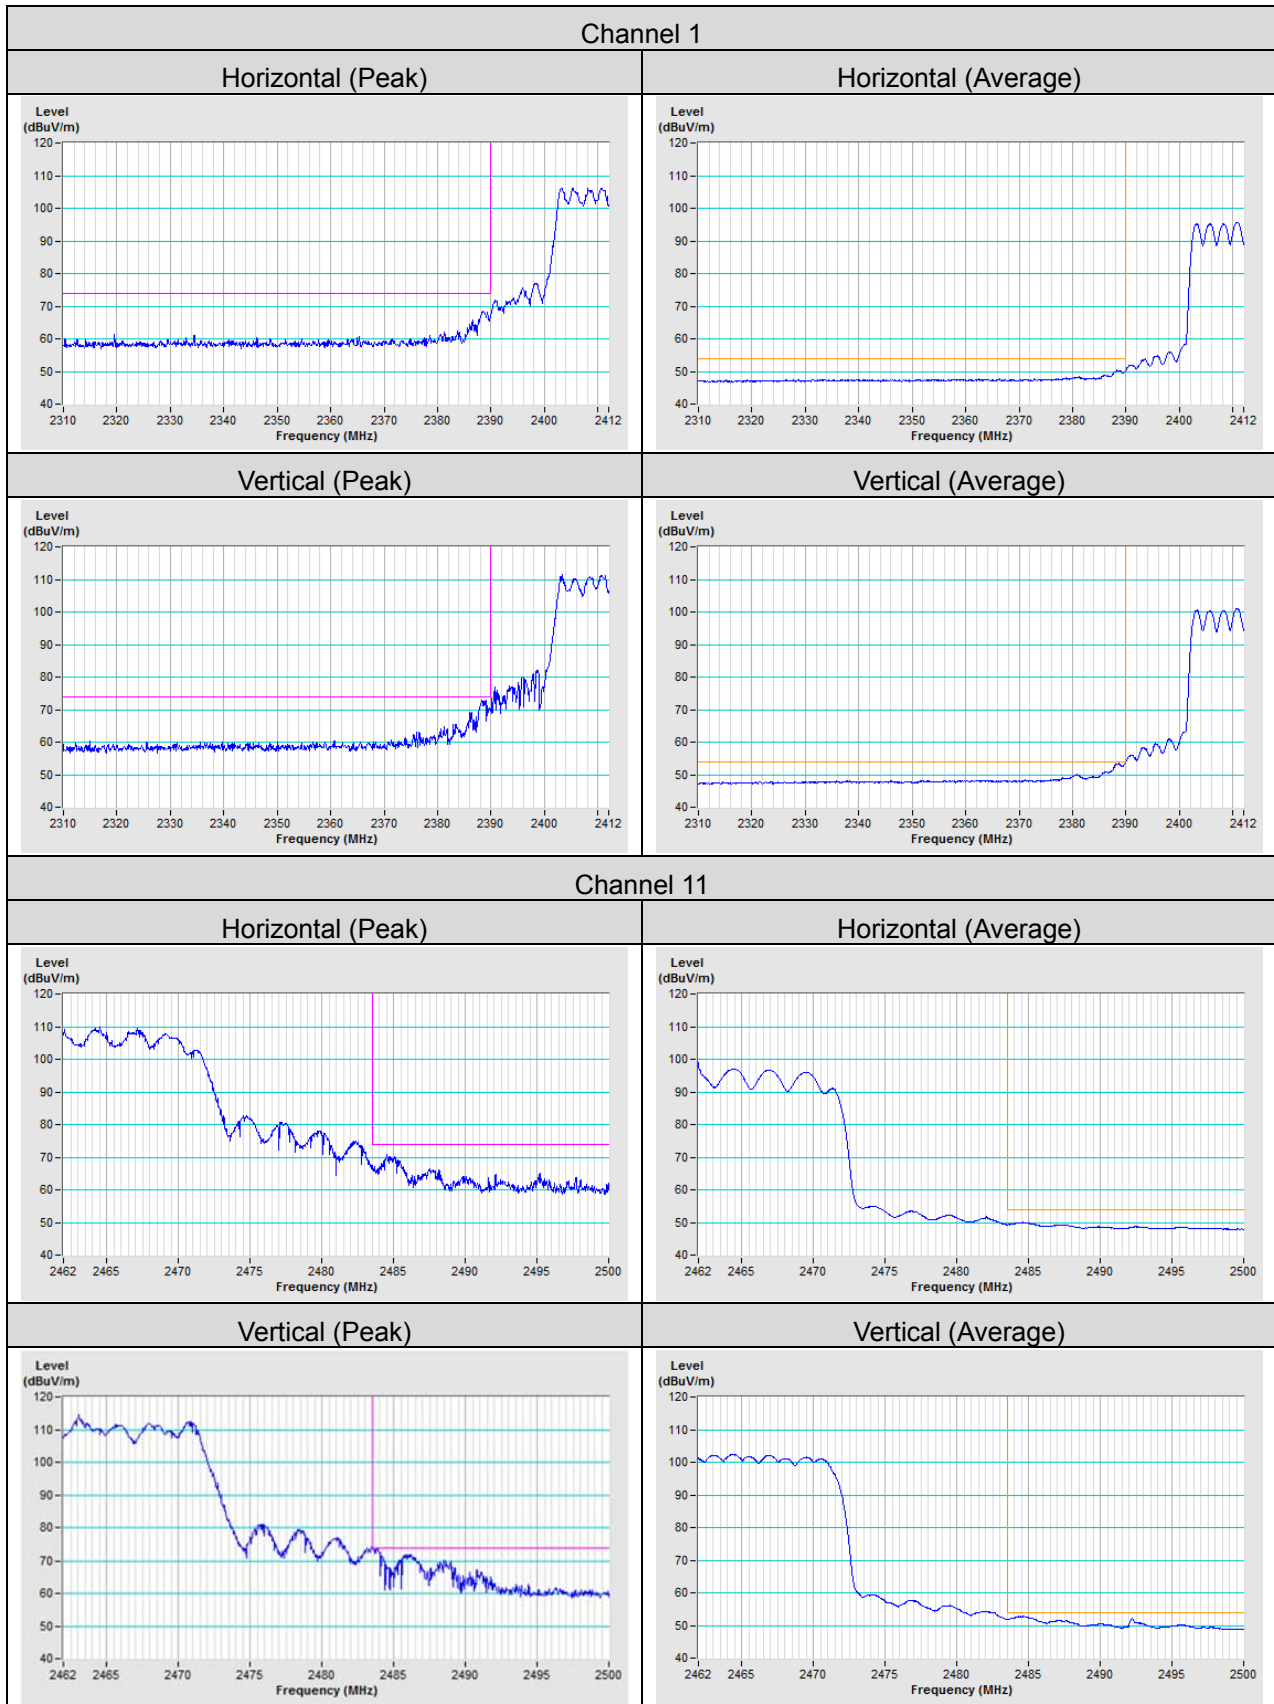 Channel 1
Horizontal (Peak) Horizontal (Average)
Level Level
(dBuV/m) (dBuV/m)
120 120
110 110
100 100
90 90
80 80
70 70
60 60
50 50
40 40
2310 2320 2330 2340 2350 2360 2370 2380 2390 2400 2412 2310 2320 2330 2340 2350 2360 2370 2380 2390 2400 2412
Frequency (MHz) Frequency (MHz)
Vertical (Peak) Vertical (Average)
Level Level
(dBuV/m) (dBuV/m)
120 120
110 110
100 100
90 90
80 80
70 70
60 60
50 50
40 40
2310 2320 2330 2340 2350 2360 2370 2380 2390 2400 2412 2310 2320 2330 2340 2350 2360 2370 2380 2390 2400 2412
Frequency (MHz) Frequency (MHz)
Channel 11
Horizontal (Peak) Horizontal (Average)
Level Level
(dBuV/m) (dBuV/m)
120 120
110 110
100 100
90 90
80 80
70 70
60 60
50 50
40 40
2462 2465 2470 2475 2480 2485 2490 2495 2500 2462 2465 2470 2475 2480 2485 2490 2495 2500
Frequency (MHz) Frequency (MHz)
Vertical (Peak) Vertical (Average)
Level Level
(dBuV/m) (dBuV/m)
120 120
110 110
100 100
90 90
80 80
70 70
60 60
50 50
40 40
2462 2465 2470 2475 2480 2485 2490 2495 2500 2462 2465 2470 2475 2480 2485 2490 2495 2500
Frequency (MHz) Frequency (MHz)